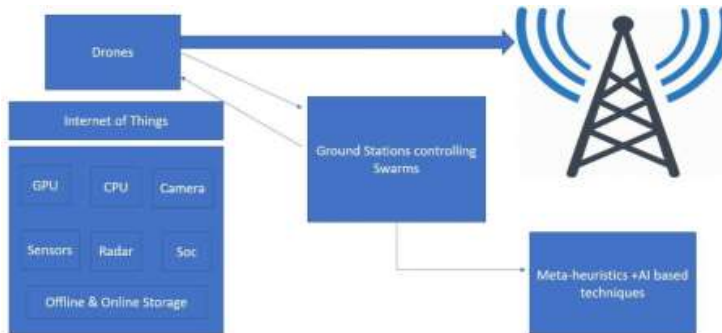 Drones
Internet of Things
GPU
CPU
Camera
Sensors
Radar
Soc
Offline & Online Storage
Ground Stations controlling
Swarms
Meta-heuristics +AI based
techniques